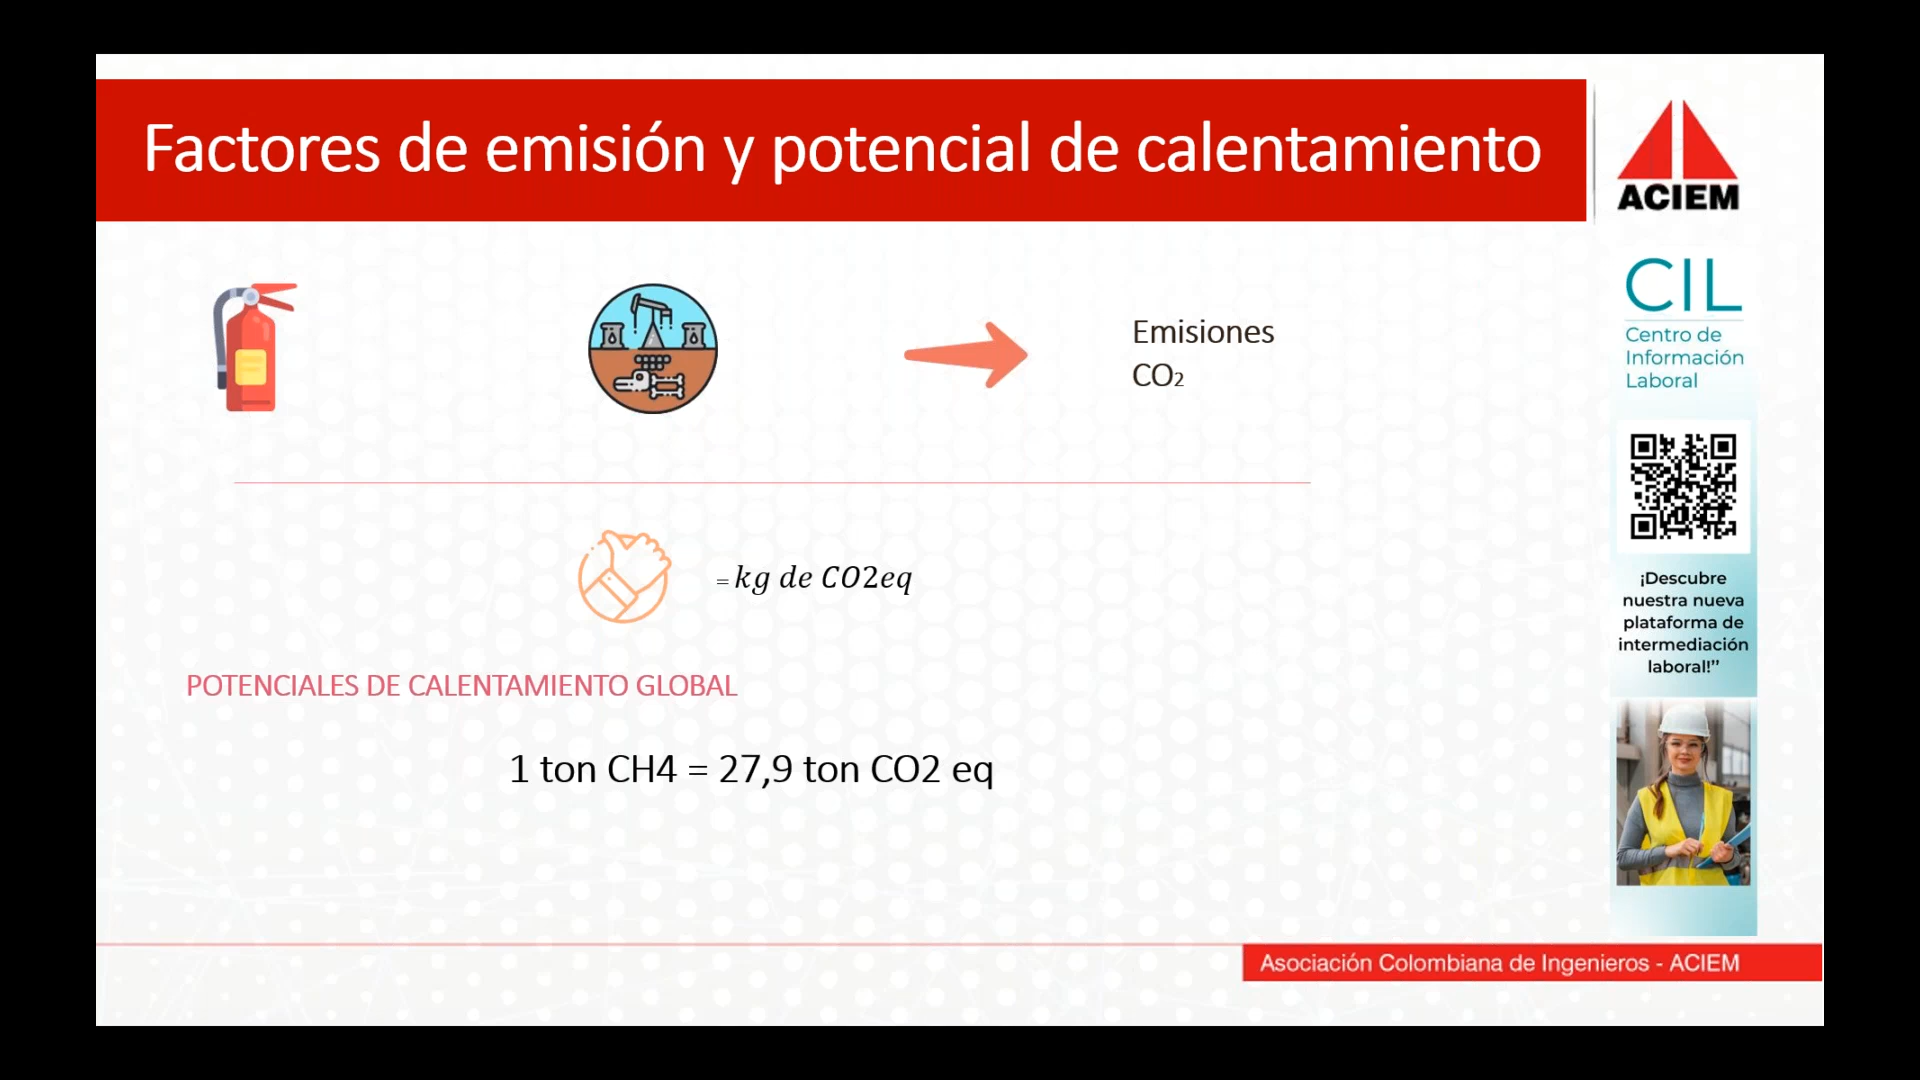 Factores de emisión y potencial de calentamiento
ACIEM
CIL
Centro de
Información
Laboral
Emisiones
CO₂
= kg de CO2eq
¡Descubre
nuestra nueva
plataforma de
intermediación
laboral!”
POTENCIALES DE CALENTAMIENTO GLOBAL
1 ton CH4 = 27,9 ton CO2 eq
Asociación Colombiana de Ingenieros - ACIEM